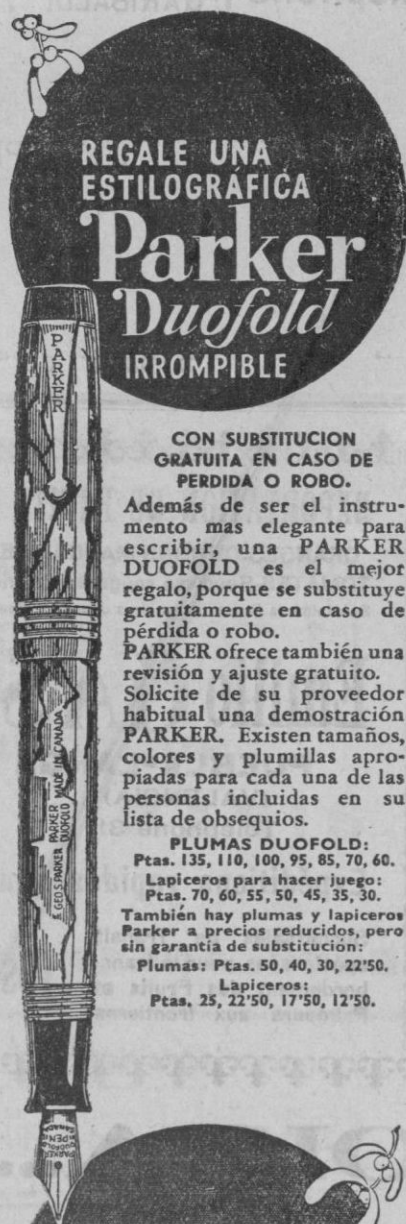 REGALE UNA
ESTILOGRÁFICA
Parker
Duofold
IRROMPIBLE
PARKER
CON SUBSTITUCION
GRATUITA EN CASO DE
PERDIDA O ROBO.
Además de ser el instru-
mento mas elegante para
escribir, una PARKER
DUOFOLD es el mejor
regalo, porque se substituye
gratuitamente en caso de
pérdida o robo.
PARKER ofrece también una
revisión y ajuste gratuito.
Solicite de su proveedor
habitual una demostración
PARKER. Existen tamaños,
colores y plumillas apro-
piadas para cada una de las
personas incluidas en su
lista de obsequios.
PLUMAS DUOFOLD:
Ptas. 135, 110, 100, 95, 85, 70, 60.
Lapiceros para hacer juego:
Ptas. 70, 60, 55, 50, 45, 35, 30.
También hay plumas y lapiceros
Parker a precios reducidos, pero
sin garantia de substitución:
Plumas: Ptas. 50, 40, 30, 22'50.
Lapiceros:
Ptas. 25, 22'50, 17'50, 12'50.
GEO.S.PARKER
PARKER
DUOFOLD
MADE IN CANADA
PARKER
DUOFOLD
PEN
CANADA